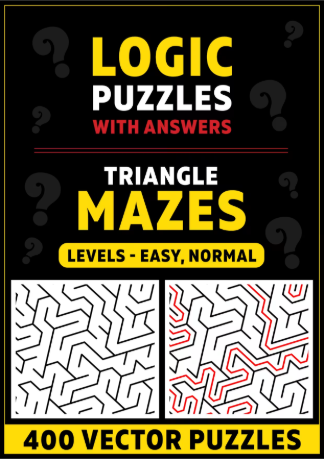 LOGIC
PUZZLES
WITH ANSWERS
TRIANGLE
MAZES
LEVELS - EASY, NORMAL
400 VECTOR PUZZLES